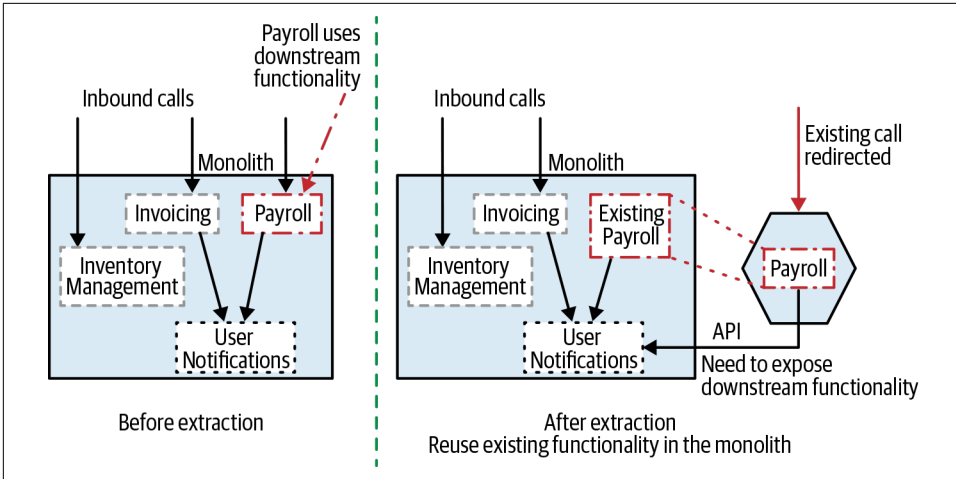 Payroll uses
downstream
functionality
Inbound calls
Monolith
Invoicing
Payroll
Inventory
Management
User
Notifications
Before extraction
Inbound calls
Existing call
redirected
Monolith
Invoicing
Existing
Payroll
Inventory
Management
Payroll
User
Notifications
API
Need to expose
downstream functionality
After extraction
Reuse existing functionality in the monolith